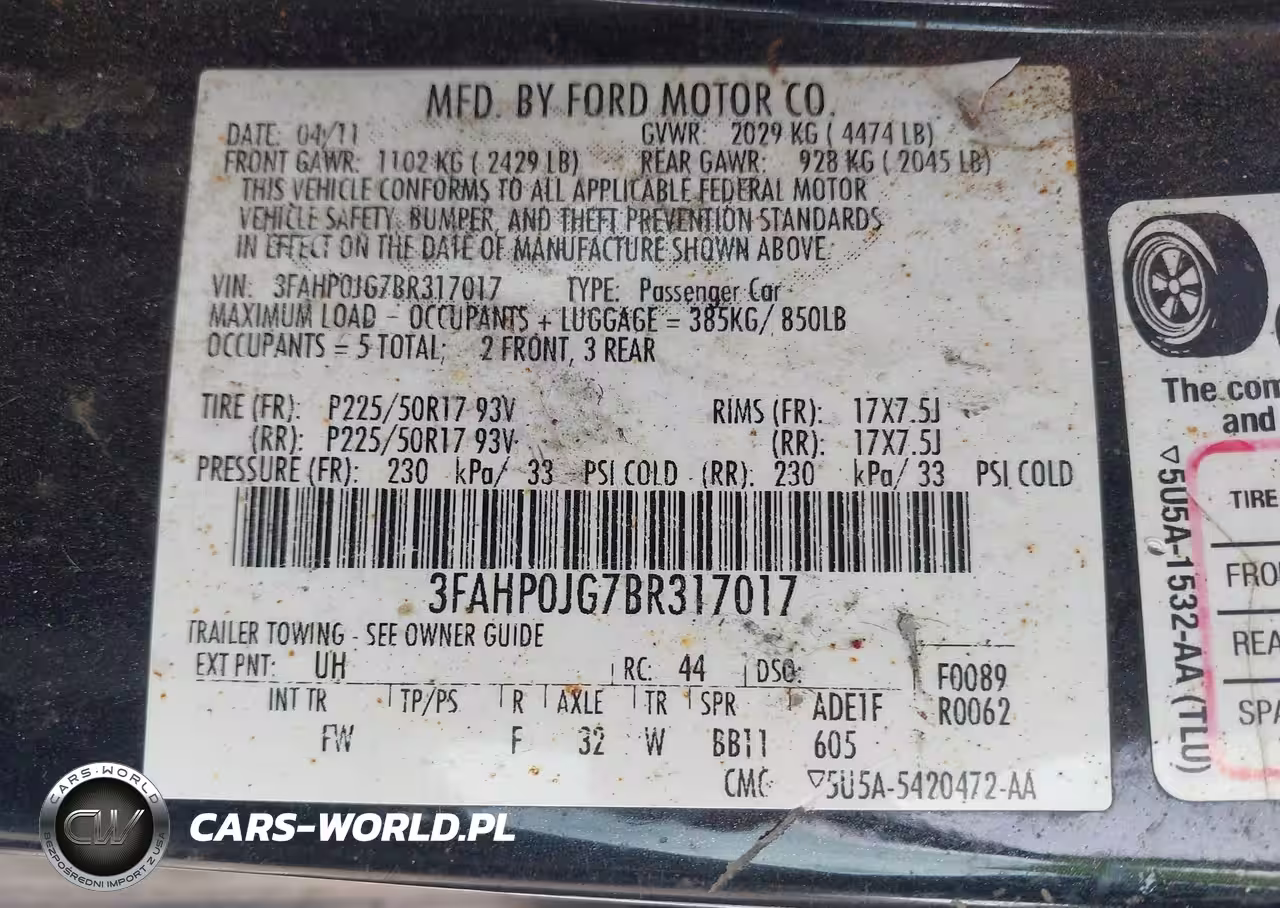 MFD. BY FORD MOTOR CO.
DATE: 04/11 GVWR: 2029 KG ( 4474 LB)
FRONT GAWR: 1102 KG ( 2429 LB) REAR GAWR: 928 KG ( 2045 LB)
THIS VEHICLE CONFORMS TO ALL APPLICABLE FEDERAL MOTOR
VEHICLE SAFETY, BUMPER, AND THEFT PREVENTION STANDARDS
IN EFFECT ON THE DATE OF MANUFACTURE SHOWN ABOVE.
VIN: 3FAHP0JG7BR317017 TYPE: Passenger Car
MAXIMUM LOAD - OCCUPANTS + LUGGAGE = 385KG/ 850LB
OCCUPANTS = 5 TOTAL; 2 FRONT, 3 REAR
TIRE (FR): P225/50R17 93V RIMS (FR): 17X7.5J
(RR): P225/50R17 93V (RR): 17X7.5J
PRESSURE (FR): 230 kPa/ 33 PSI COLD (RR): 230 kPa/ 33 PSI COLD
3FAHP0JG7BR317017
TRAILER TOWING - SEE OWNER GUIDE
EXT PNT: UH RC: 44 DSO: F0089
INT TR TP/PS R AXLE TR SPR ADE1F R0062
FW F 32 W BB11 605
CMC ▽5U5A-5420472-AA
The con
and
▽5U5A-1532-AA (TLU)
TIRE
FRO
REA
SPA
CARS-WORLD
CW
BEZPOŚREDNI IMPORT Z USA
CARS-WORLD.PL